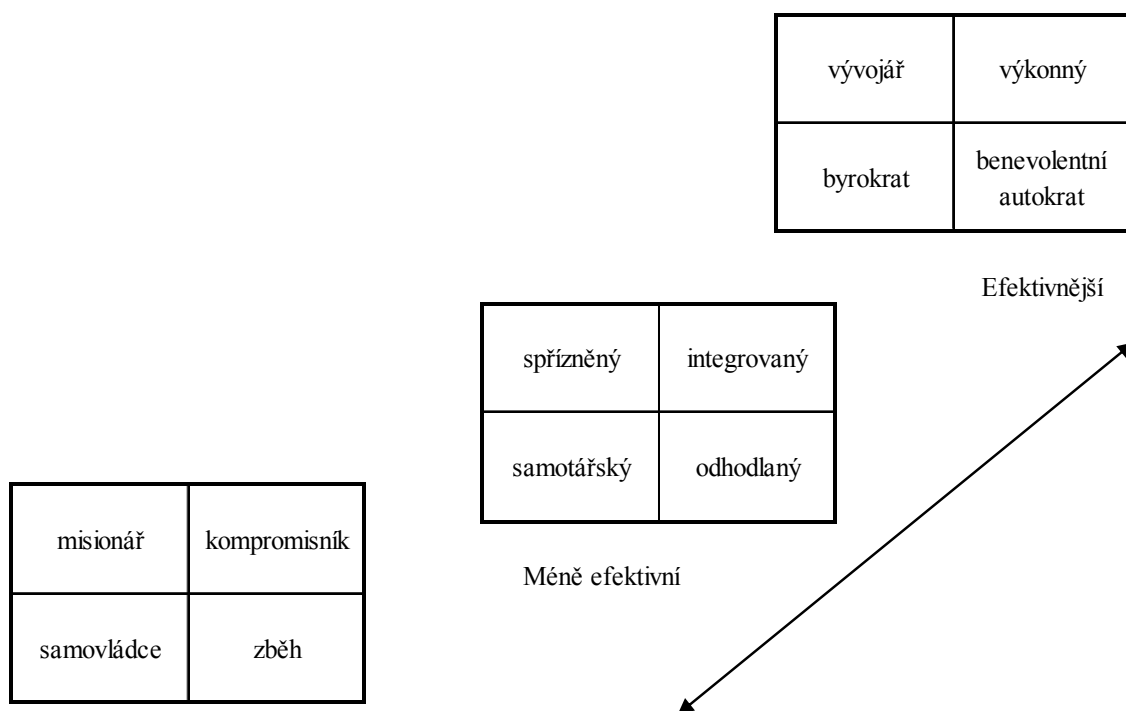 vývojář
výkonný
byrokrat
benevolentní
autokrat
Efektivnější
spřízněný
integrovaný
samotářský
odhodlaný
Méně efektivní
misionář
kompromisník
samovládce
zběh